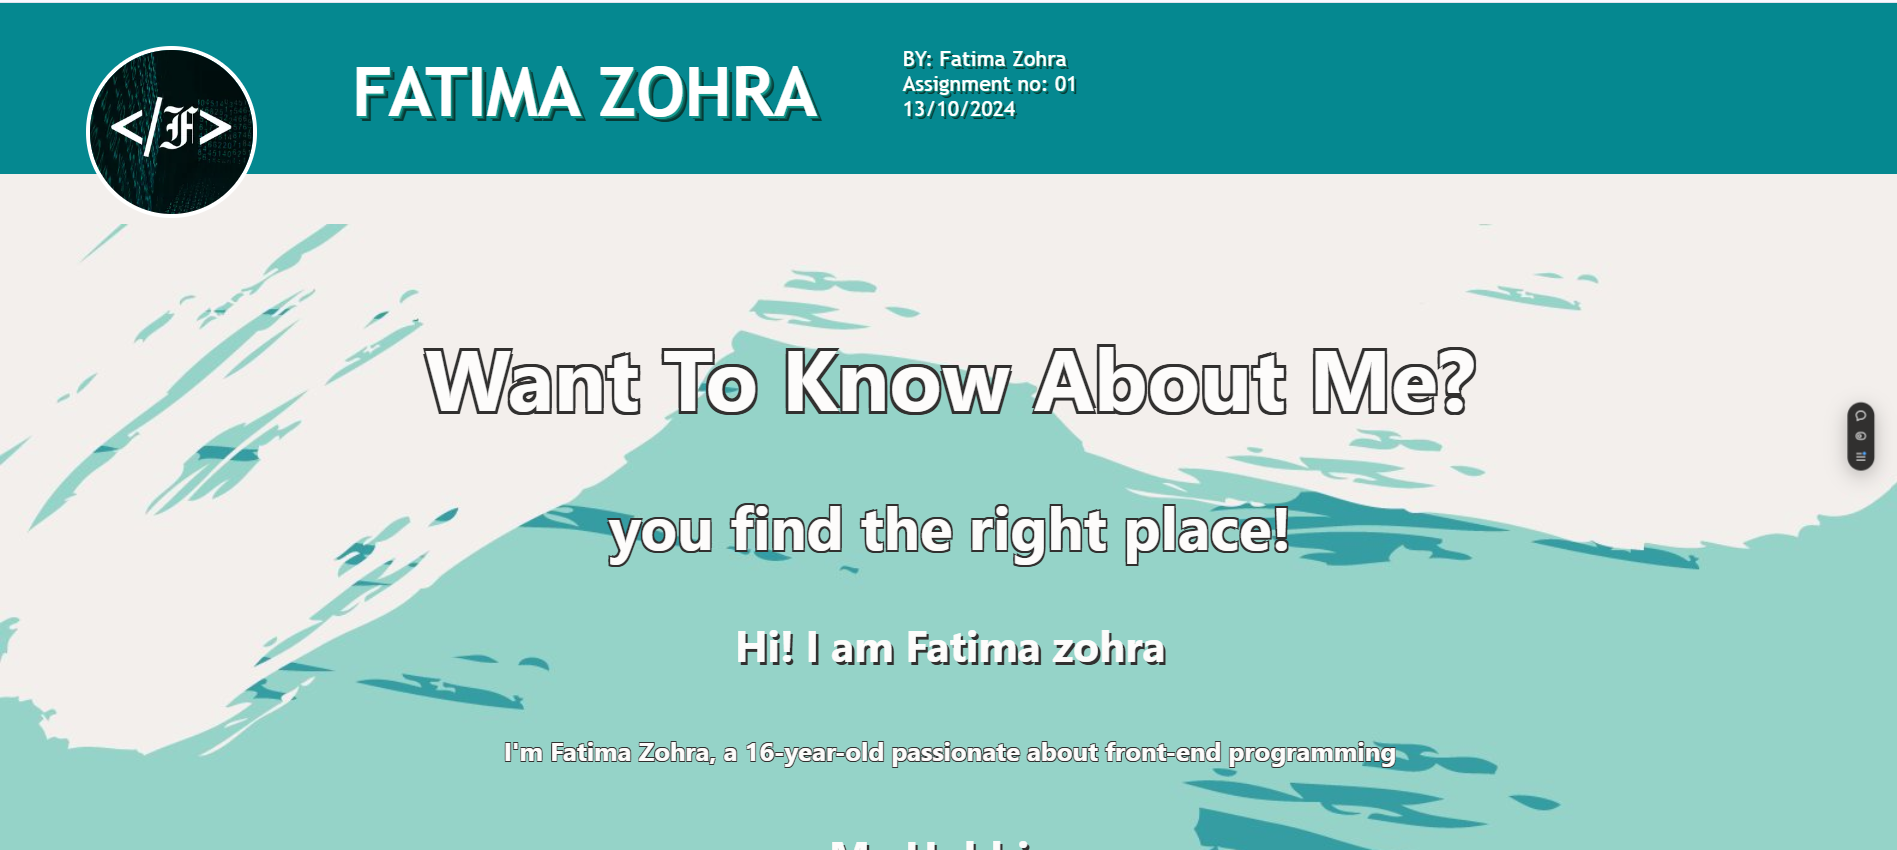 </F>
FATIMA ZOHRA
BY: Fatima Zohra
Assignment no: 01
13/10/2024
Want To Know About Me?
you find the right place!
Hi! I am Fatima zohra
I'm Fatima Zohra, a 16-year-old passionate about front-end programming